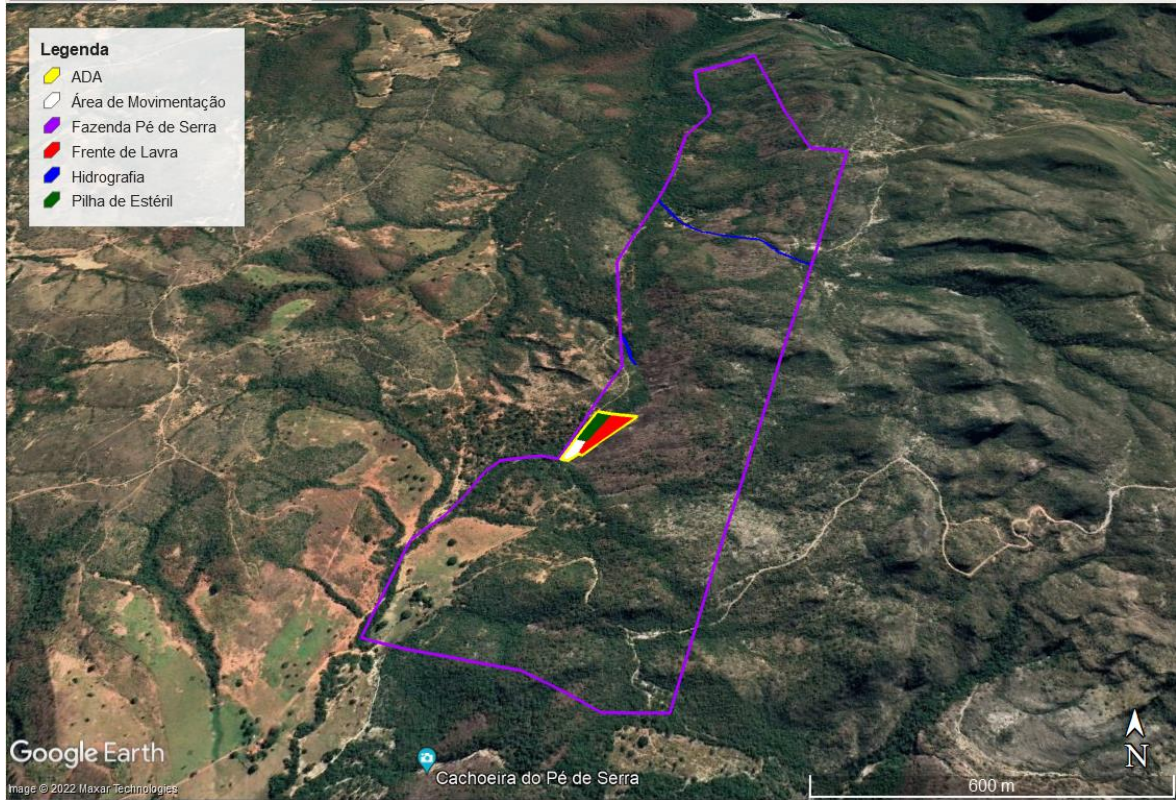 Legenda
ADA
Área de Movimentação
Fazenda Pé de Serra
Frente de Lavra
Hidrografia
Pilha de Estéril
N
Google Earth
Cachoeira do Pé de Serra
600 m
Image © 2022 Maxar Technologies